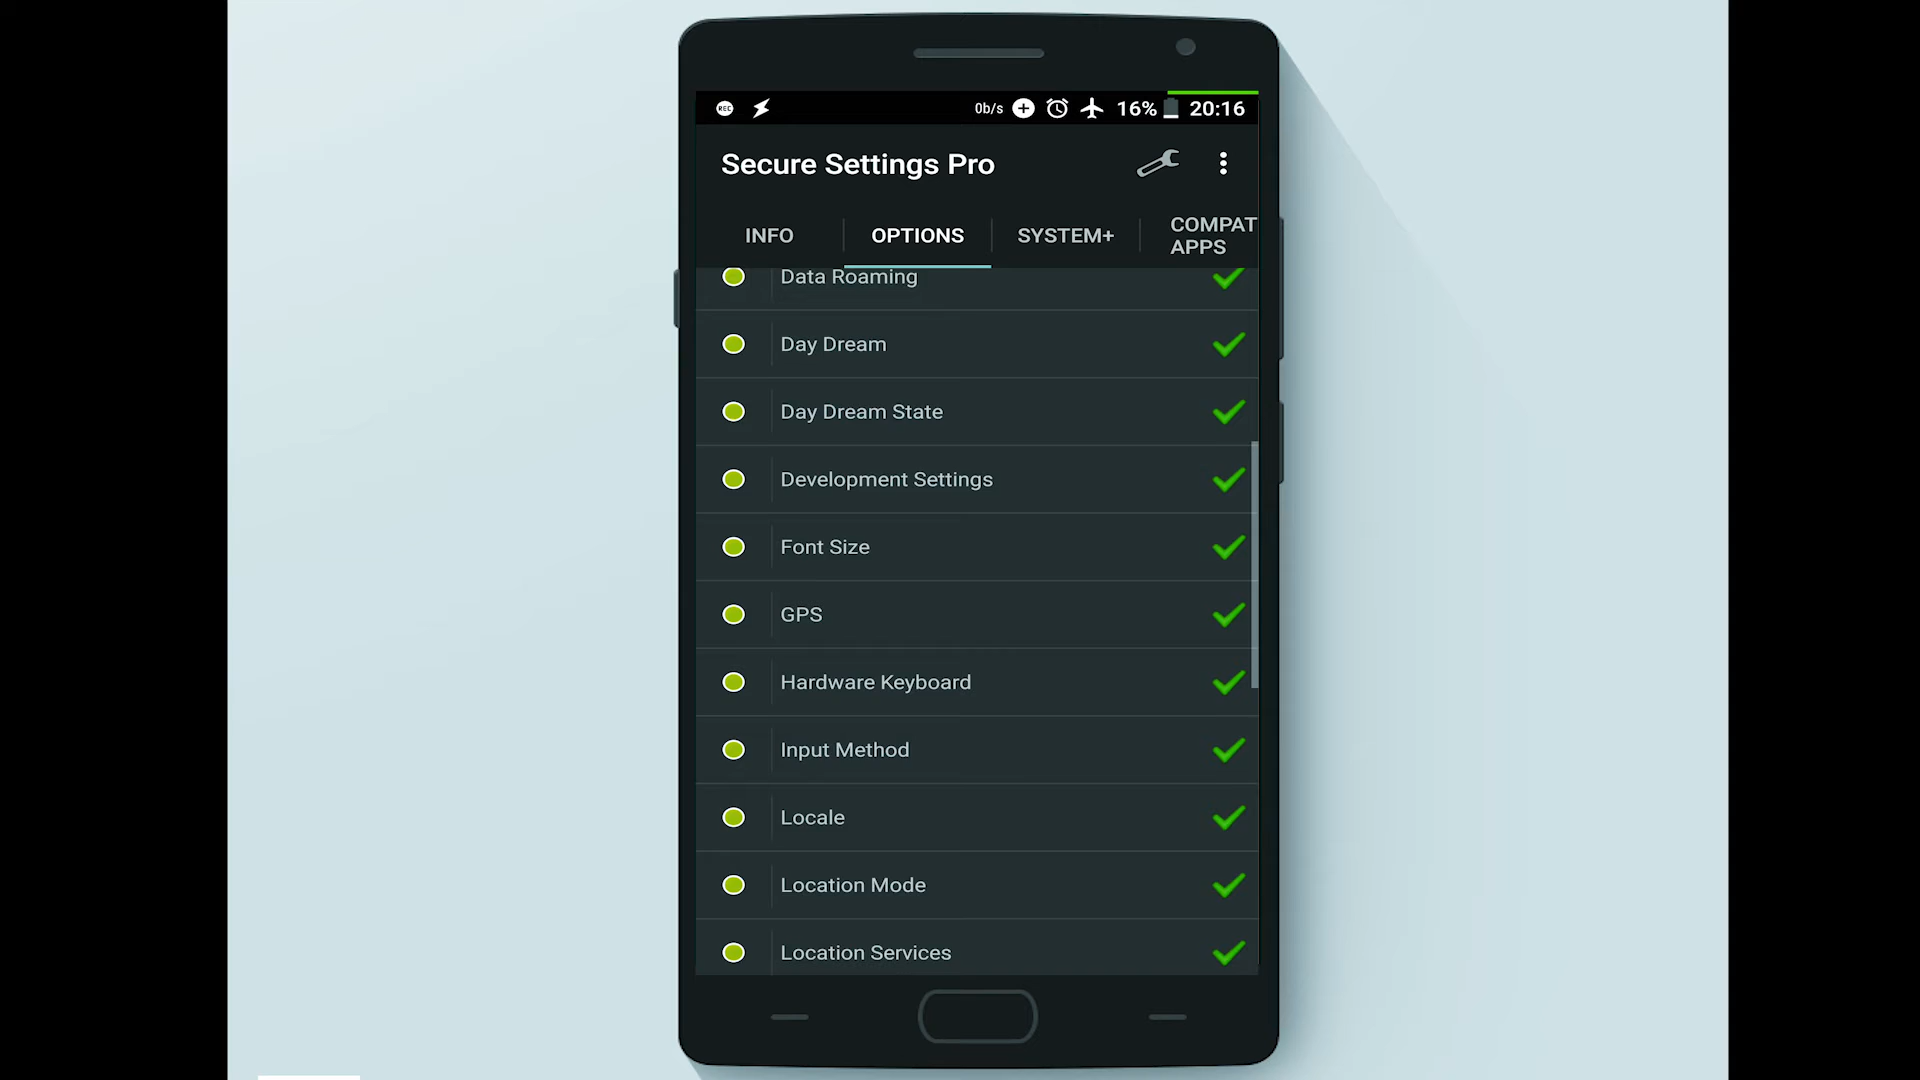 REC
0b/s 16% 20:16
Secure Settings Pro
INFO OPTIONS SYSTEM+ COMPAT
APPS
Data Roaming
Day Dream
Day Dream State
Development Settings
Font Size
GPS
Hardware Keyboard
Input Method
Locale
Location Mode
Location Services